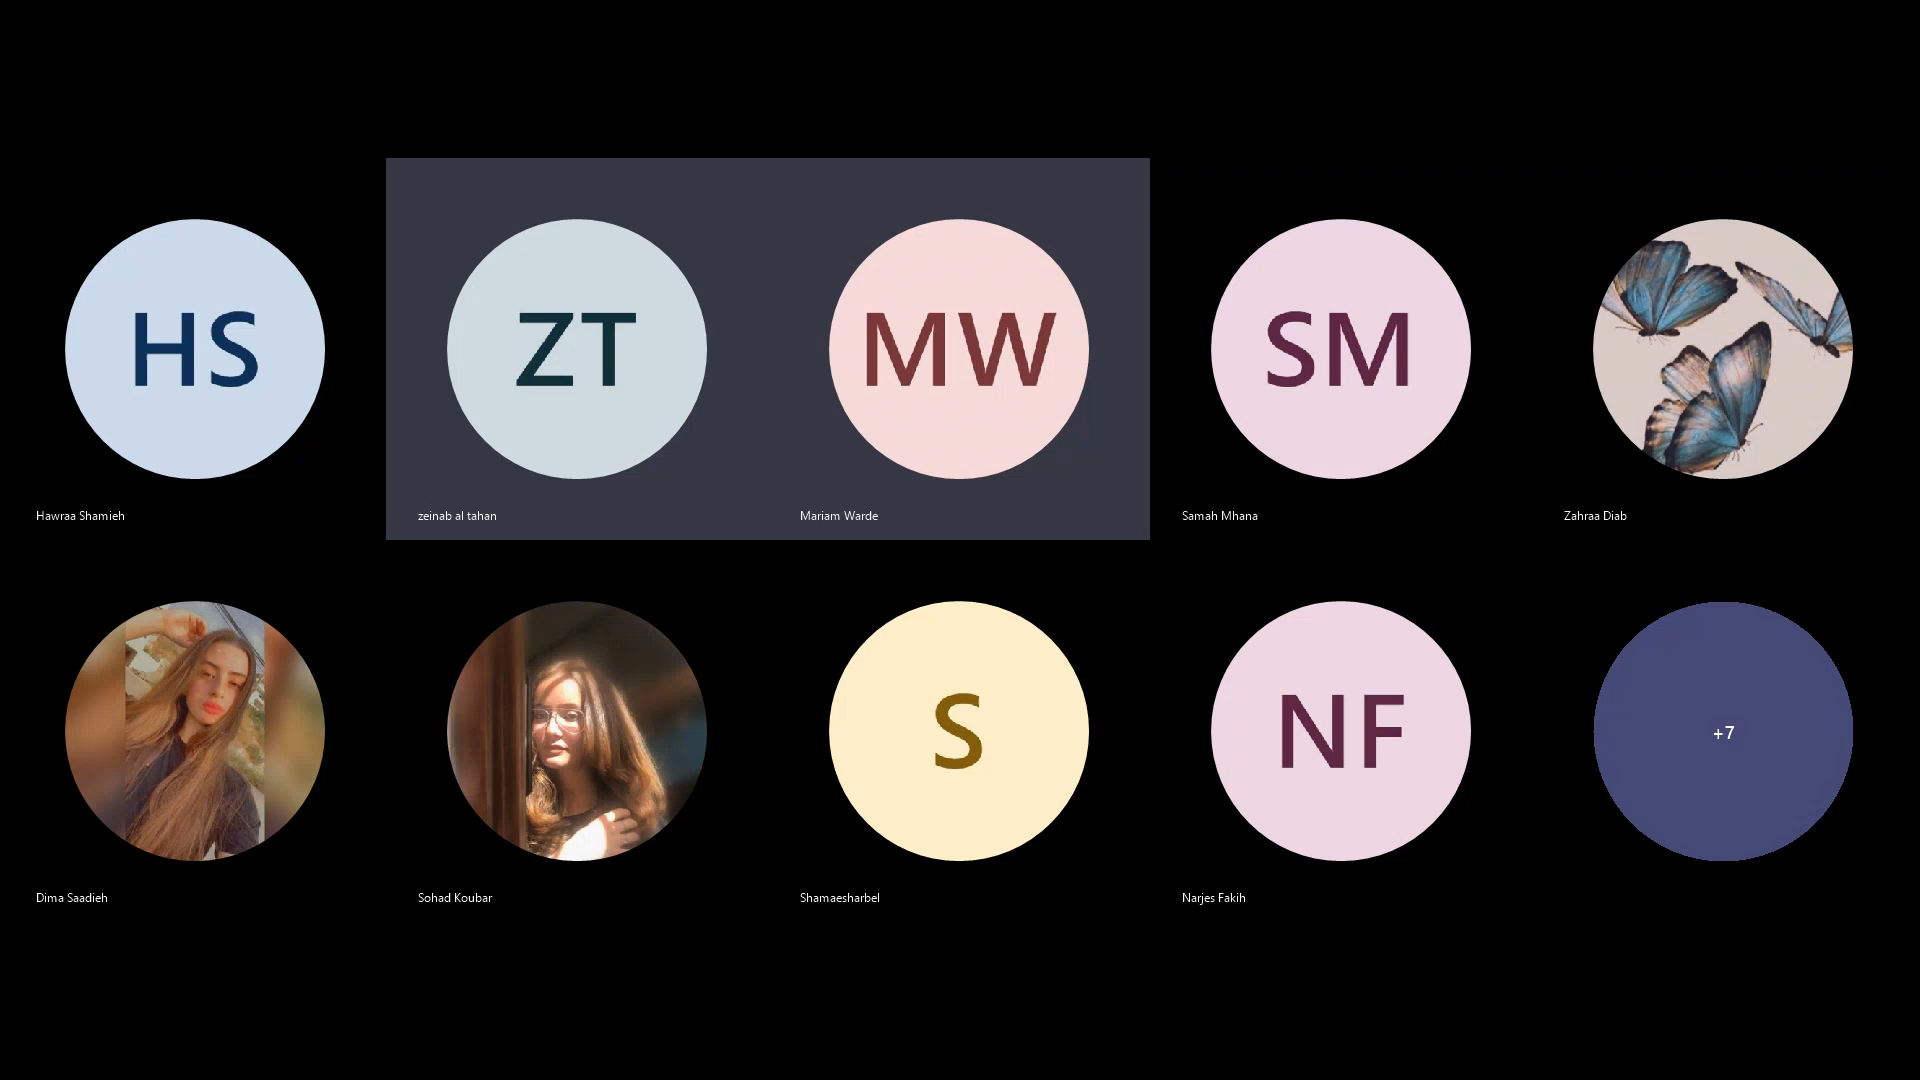 HS
ZT
MW
SM
Hawraa Shamieh
zeinab al tahan
Mariam Warde
Samah Mhana
Zahraa Diab
S
NF
+7
Dima Saadieh
Sohad Koubar
Shamaesharbel
Narjes Fakih